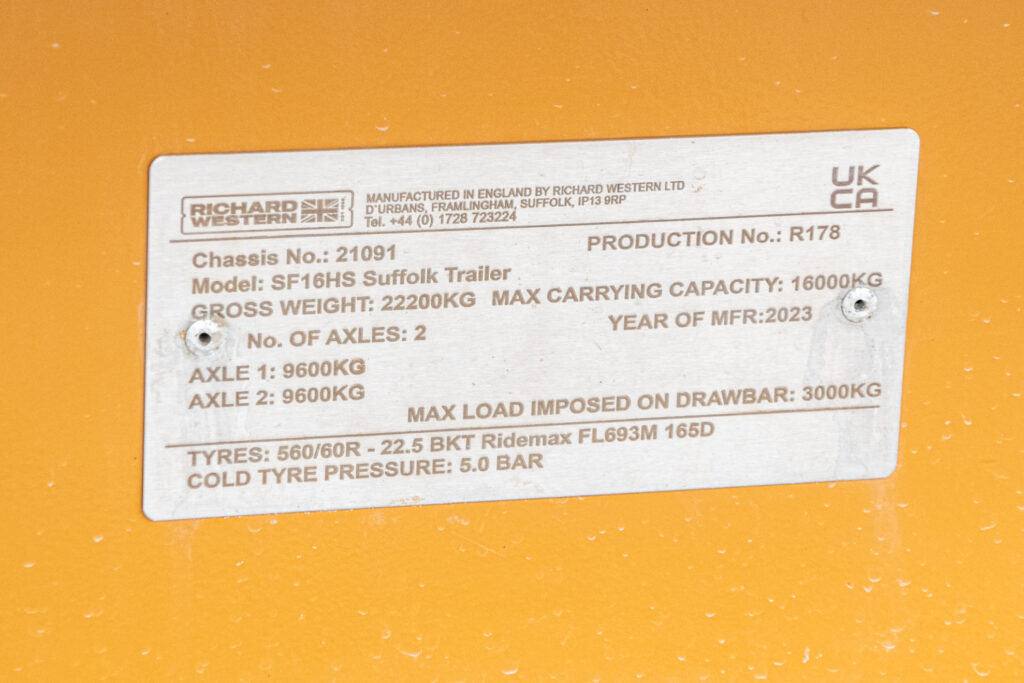 RICHARD
WESTERN
MANUFACTURED IN ENGLAND BY RICHARD WESTERN LTD
D'URBANS, FRAMLINGHAM, SUFFOLK, IP13 9RP
Tel. +44 (0) 1728 723224
UK
CA
Chassis No.: 21091
PRODUCTION No.: R178
Model: SF16HS Suffolk Trailer
GROSS WEIGHT: 22200KG MAX CARRYING CAPACITY: 16000KG
No. OF AXLES: 2
YEAR OF MFR:2023
AXLE 1: 9600KG
AXLE 2: 9600KG
MAX LOAD IMPOSED ON DRAWBAR: 3000KG
TYRES: 560/60R - 22.5 BKT Ridemax FL693M 165D
COLD TYRE PRESSURE: 5.0 BAR